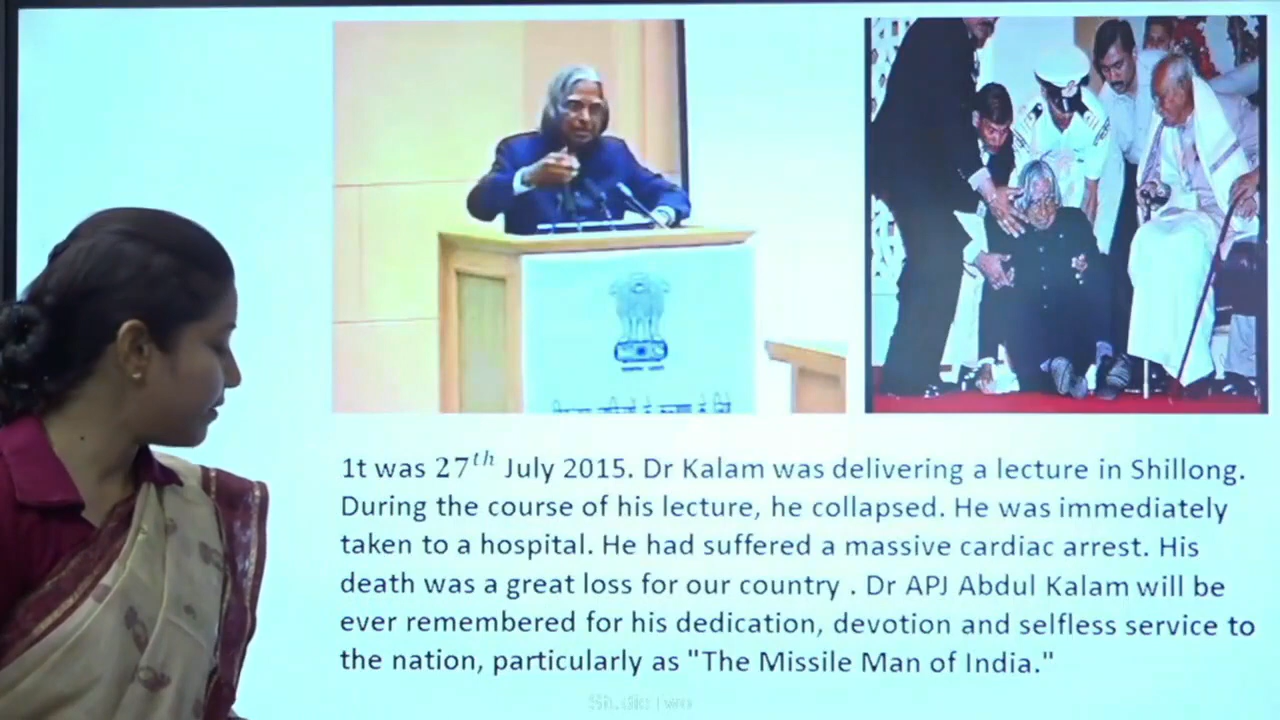 1t was 27th July 2015. Dr Kalam was delivering a lecture in Shillong.
During the course of his lecture, he collapsed. He was immediately
taken to a hospital. He had suffered a massive cardiac arrest. His
death was a great loss for our country . Dr APJ Abdul Kalam will be
ever remembered for his dedication, devotion and selfless service to
the nation, particularly as "The Missile Man of India."